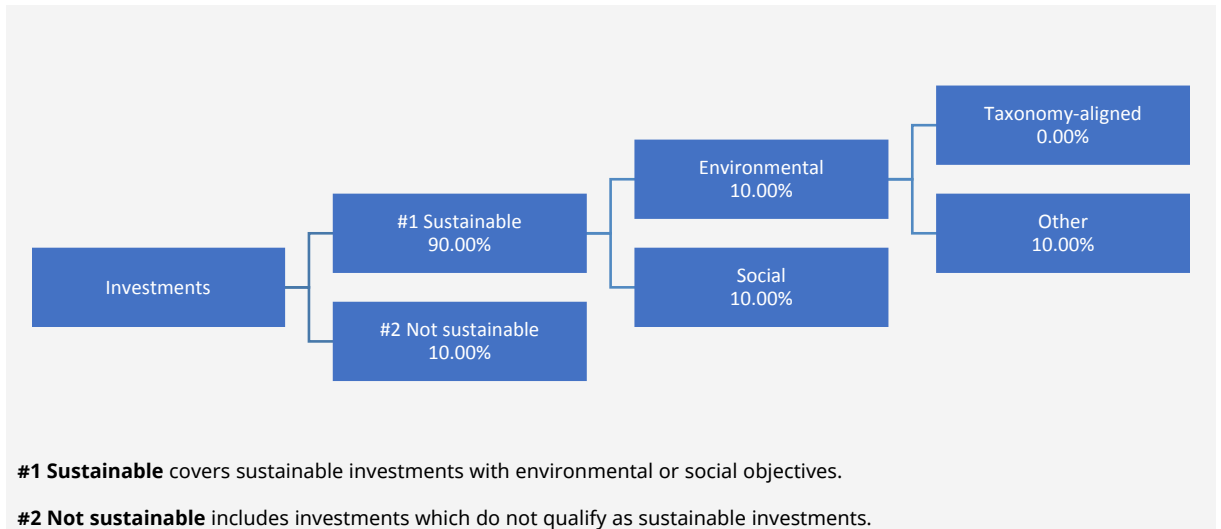 Investments
#1 Sustainable
90.00%
#2 Not sustainable
10.00%
Environmental
10.00%
Social
10.00%
Taxonomy-aligned
0.00%
Other
10.00%
#1 Sustainable covers sustainable investments with environmental or social objectives.
#2 Not sustainable includes investments which do not qualify as sustainable investments.